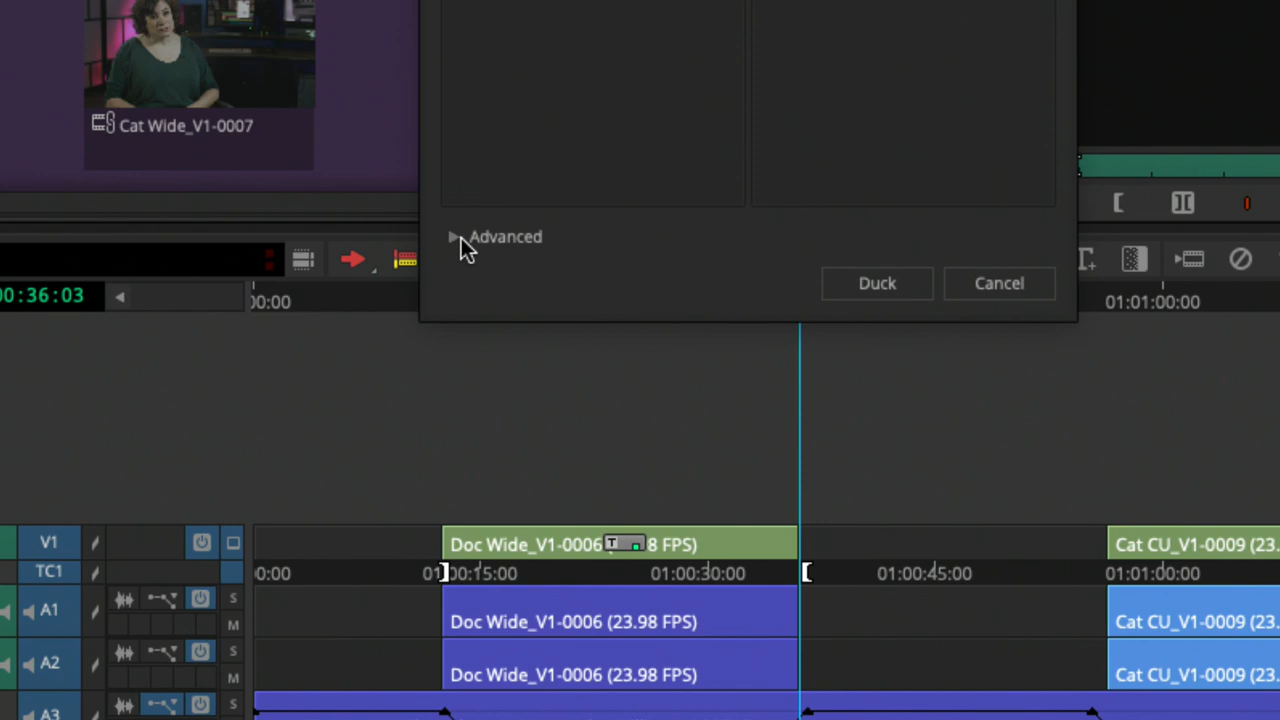 Cat Wide_V1-0007
Advanced
Duck
Cancel
00:36:03
00:00
01:01:00:00
V1
Doc Wide_V1-0006
8 FPS)
T
Cat CU_V1-0009 (23.
TC1
0:00
01:00:15:00
01:00:30:00
01:00:45:00
01:01:00:00
A1
S
M
Doc Wide_V1-0006 (23.98 FPS)
Cat CU_V1-0009 (23.
A2
S
M
Doc Wide_V1-0006 (23.98 FPS)
Cat CU_V1-0009 (23.
A3
S